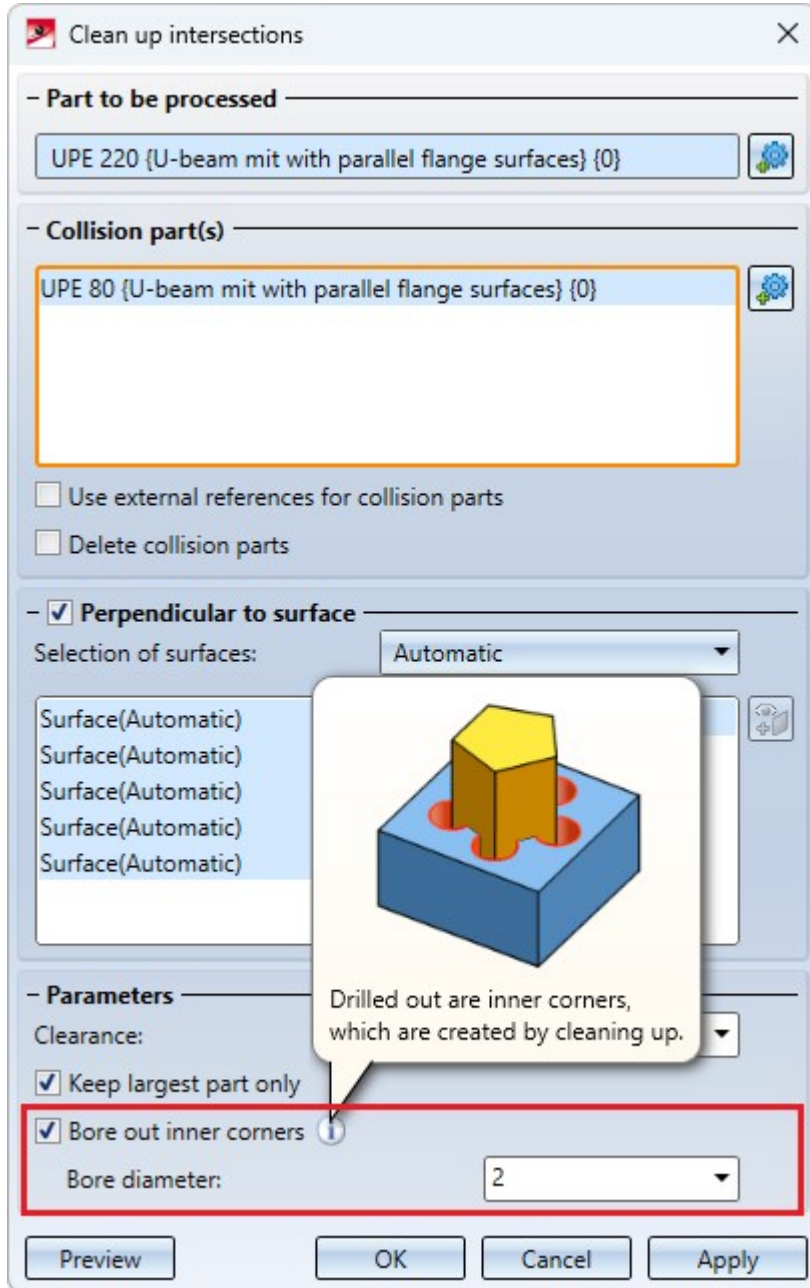 Clean up intersections
Part to be processed
UPE 220 {U-beam mit with parallel flange surfaces} {0}
Collision part(s)
UPE 80 {U-beam mit with parallel flange surfaces} {0}
Use external references for collision parts
Delete collision parts
Perpendicular to surface
Selection of surfaces: Automatic
Surface(Automatic)
Surface(Automatic)
Surface(Automatic)
Surface(Automatic)
Surface(Automatic)
Drilled out are inner corners,
which are created by cleaning up.
Parameters
Clearance:
Keep largest part only
Bore out inner corners
Bore diameter: 2
Preview OK Cancel Apply